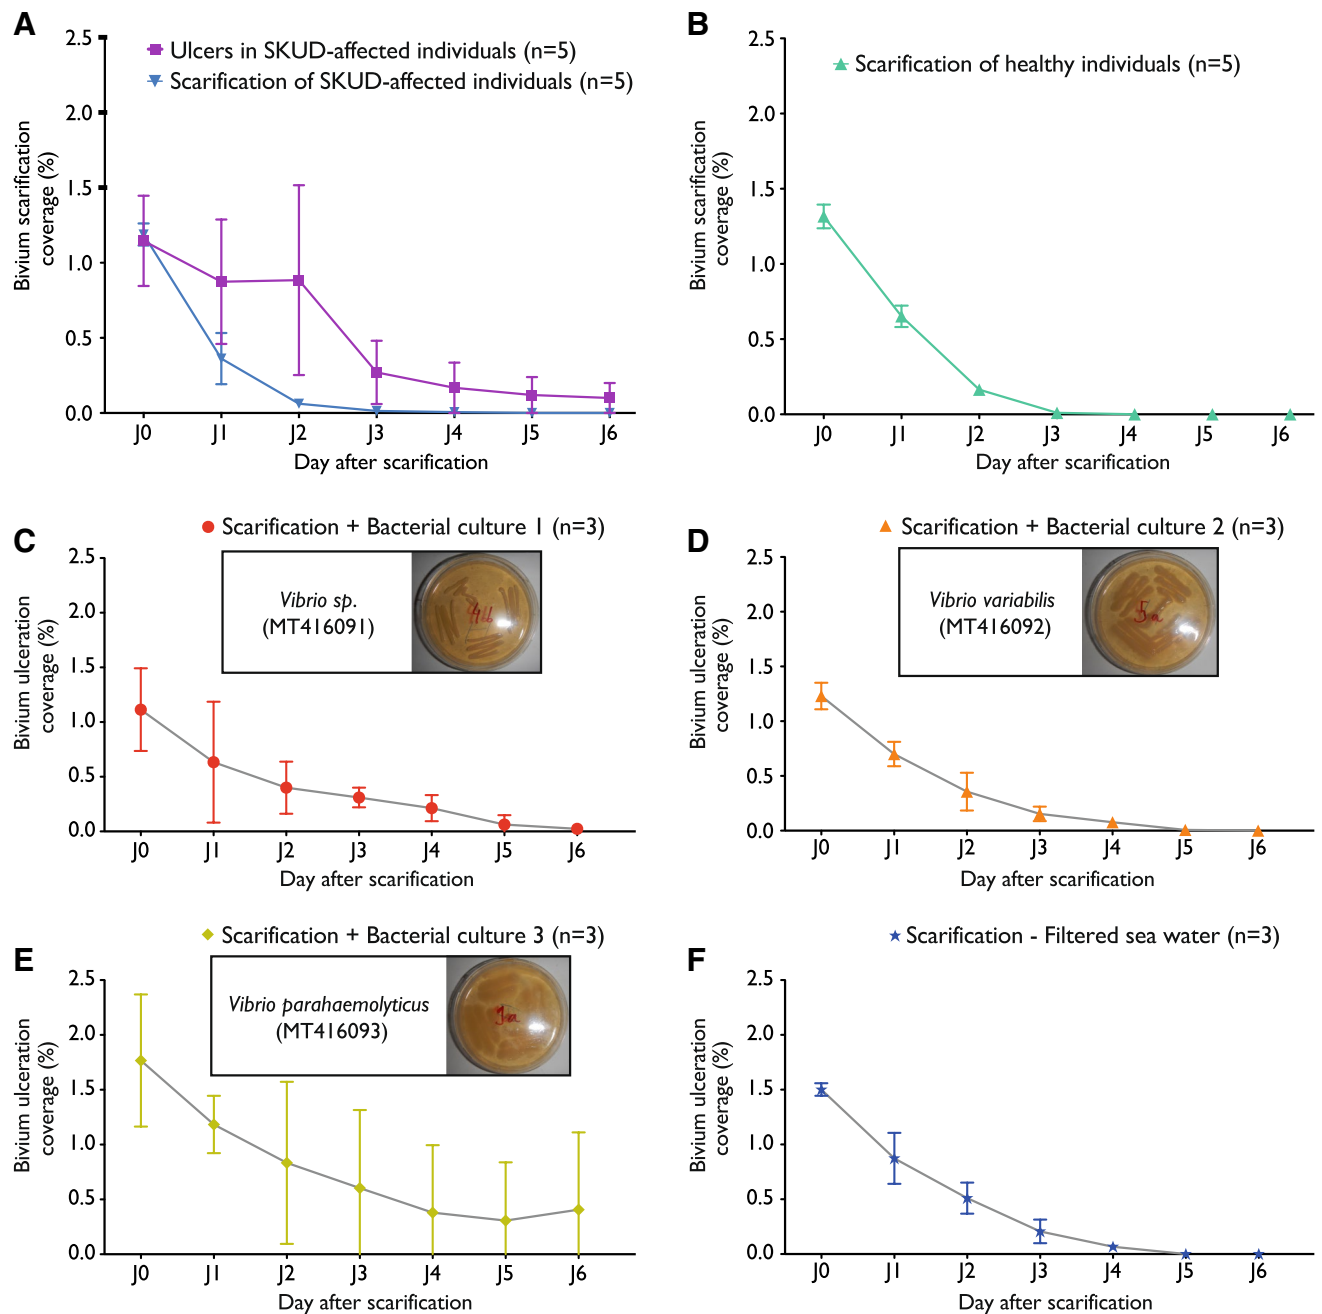 A
Ulcers in SKUD-affected individuals (n=5)
Scarification of SKUD-affected individuals (n=5)
Bivium scarification
coverage (%)
2.5
2.0
1.5
1.0
0.5
0.0
J0 J1 J2 J3 J4 J5 J6
Day after scarification
B
Scarification of healthy individuals (n=5)
Bivium scarification
coverage (%)
2.5
2.0
1.5
1.0
0.5
0.0
J0 J1 J2 J3 J4 J5 J6
Day after scarification
C
Scarification + Bacterial culture 1 (n=3)
Vibrio sp.
(MT416091)
4b
Bivium ulceration
coverage (%)
2.5
2.0
1.5
1.0
0.5
0.0
J0 J1 J2 J3 J4 J5 J6
Day after scarification
D
Scarification + Bacterial culture 2 (n=3)
Vibrio variabilis
(MT416092)
5a
Bivium ulceration
coverage (%)
2.5
2.0
1.5
1.0
0.5
0.0
J0 J1 J2 J3 J4 J5 J6
Day after scarification
E
Scarification + Bacterial culture 3 (n=3)
Vibrio parahaemolyticus
(MT416093)
Bivium ulceration
coverage (%)
2.5
2.0
1.5
1.0
0.5
0.0
J0 J1 J2 J3 J4 J5 J6
Day after scarification
F
Scarification - Filtered sea water (n=3)
Bivium ulceration
coverage (%)
2.5
2.0
1.5
1.0
0.5
0.0
J0 J1 J2 J3 J4 J5 J6
Day after scarification